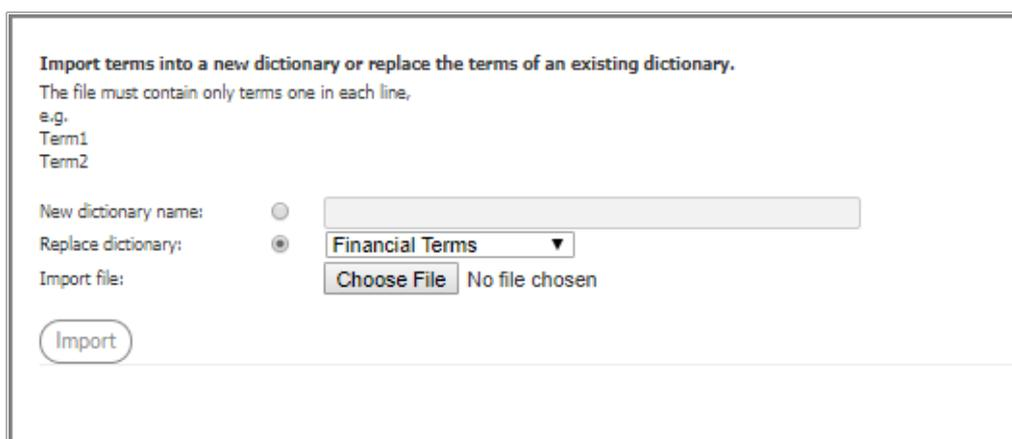 Import terms into a new dictionary or replace the terms of an existing dictionary.
The file must contain only terms one in each line,
e.g.
Term1
Term2
New dictionary name:
Replace dictionary: Financial Terms ▼
Import file: Choose File No file chosen
Import